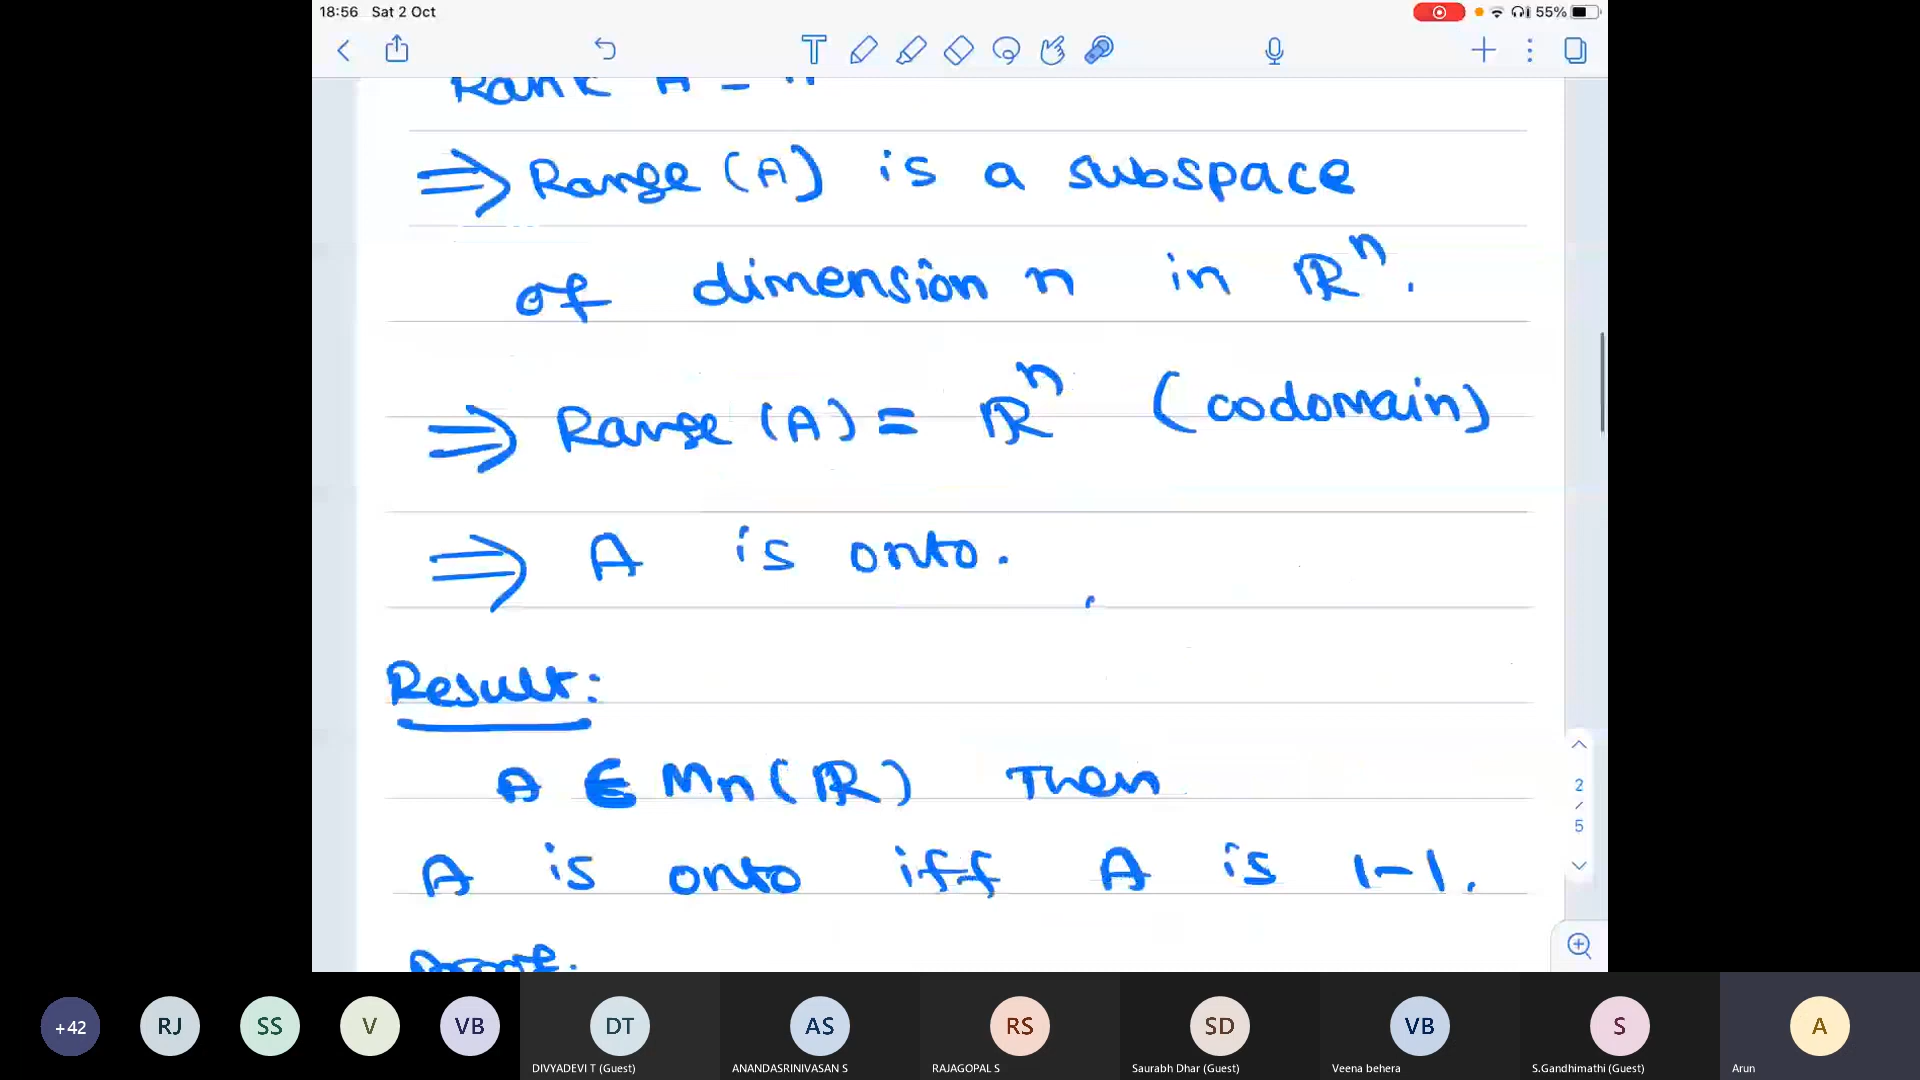 18:56 Sat 2 Oct
55%
Rank A = n
⇒ Range (A) is a subspace
of dimension n in ℝⁿ.
⇒ Range (A) = ℝⁿ (codomain)
⇒ A is onto.
Result:
A ∈ Mn(ℝ) Then
A is onto iff A is 1-1.
Proof:
2
/
5
+42
RJ
SS
V
VB
DT
AS
RS
SD
VB
S
A
DIVYADEVI T (Guest)
ANANDASRINIVASAN S
RAJAGOPAL S
Saurabh Dhar (Guest)
Veena behera
S.Gandhimathi (Guest)
Arun